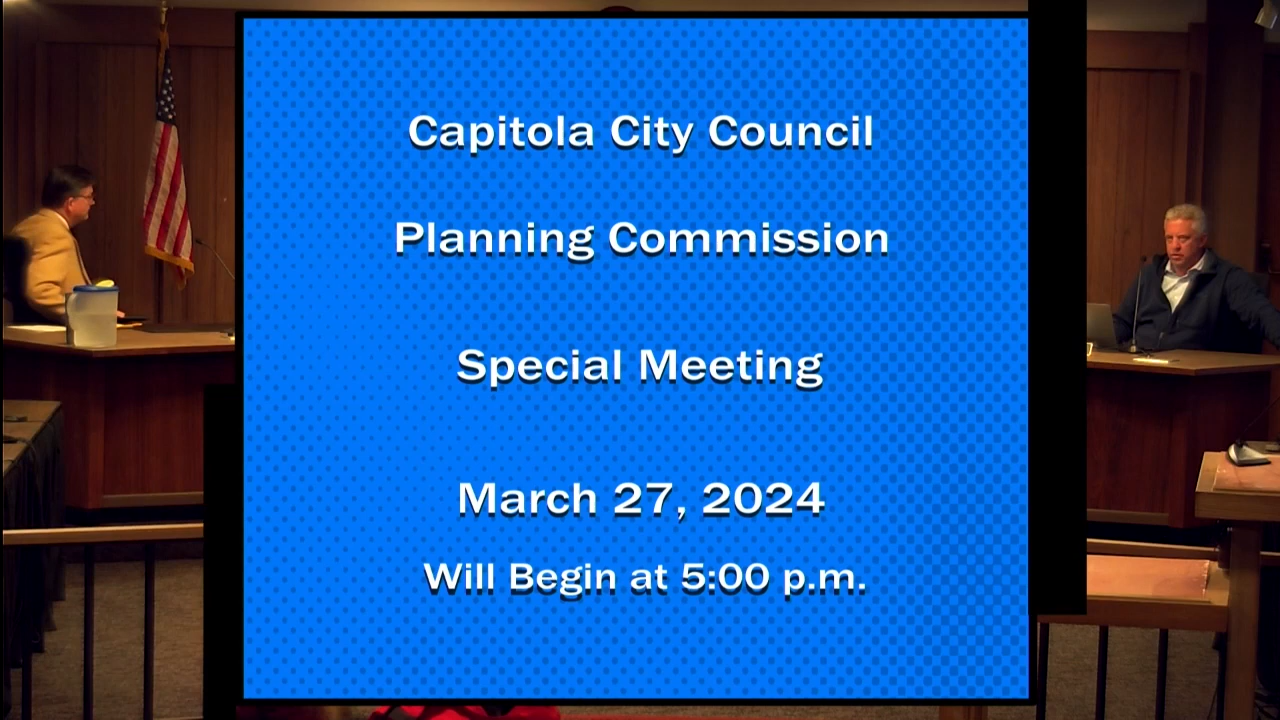 Capitola City Council
Planning Commission
Special Meeting
March 27, 2024
Will Begin at 5:00 p.m.